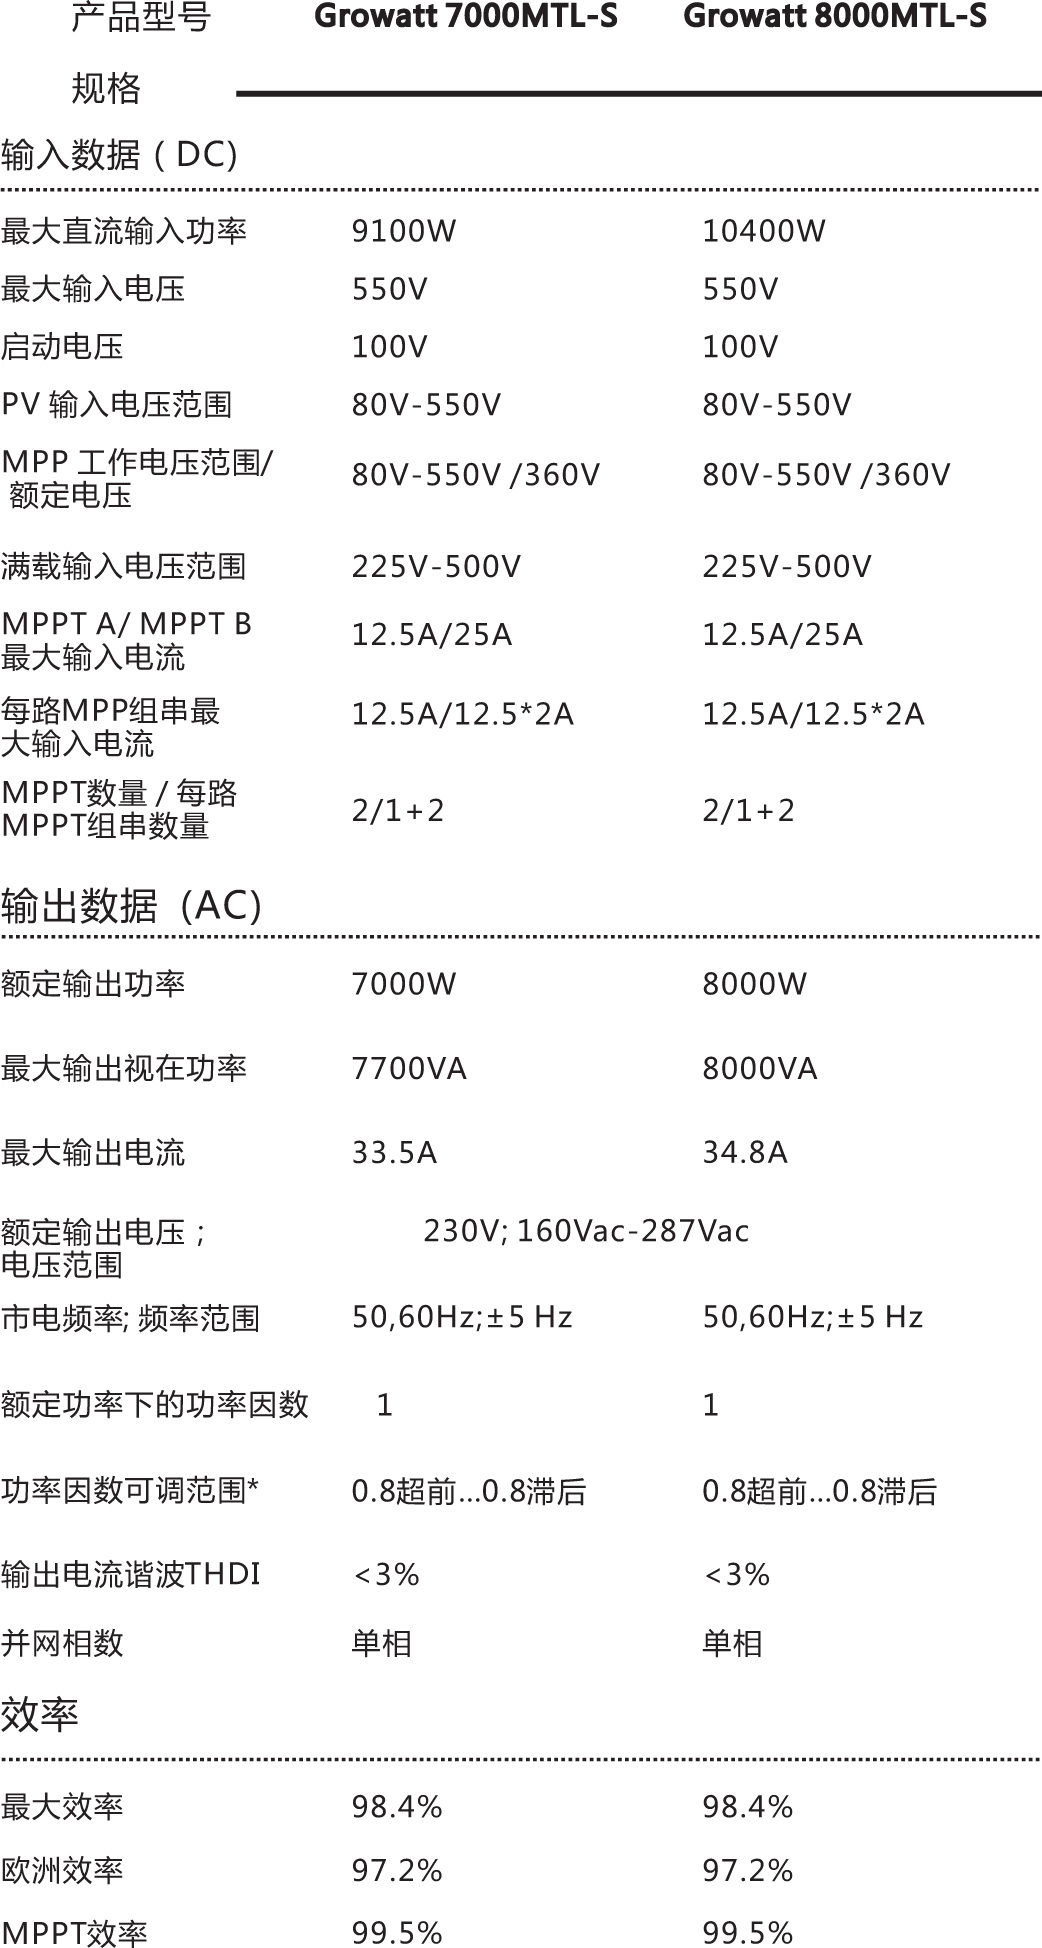 产品型号 Growatt 7000MTL-S Growatt 8000MTL-S
规格
输入数据 ( DC)
最大直流输入功率 9100W 10400W
最大输入电压 550V 550V
启动电压 100V 100V
PV 输入电压范围 80V-550V 80V-550V
MPP 工作电压范围/
额定电压 80V-550V /360V 80V-550V /360V
满载输入电压范围 225V-500V 225V-500V
MPPT A/ MPPT B
最大输入电流 12.5A/25A 12.5A/25A
每路MPP组串最 12.5A/12.5*2A 12.5A/12.5*2A
大输入电流
MPPT数量 / 每路
MPPT组串数量 2/1+2 2/1+2
输出数据 (AC)
额定输出功率 7000W 8000W
最大输出视在功率 7700VA 8000VA
最大输出电流 33.5A 34.8A
额定输出电压； 230V; 160Vac-287Vac
电压范围
市电频率; 频率范围 50,60Hz;±5 Hz 50,60Hz;±5 Hz
额定功率下的功率因数 1 1
功率因数可调范围* 0.8超前...0.8滞后 0.8超前...0.8滞后
输出电流谐波THDI <3% <3%
并网相数 单相 单相
效率
最大效率 98.4% 98.4%
欧洲效率 97.2% 97.2%
MPPT效率 99.5% 99.5%